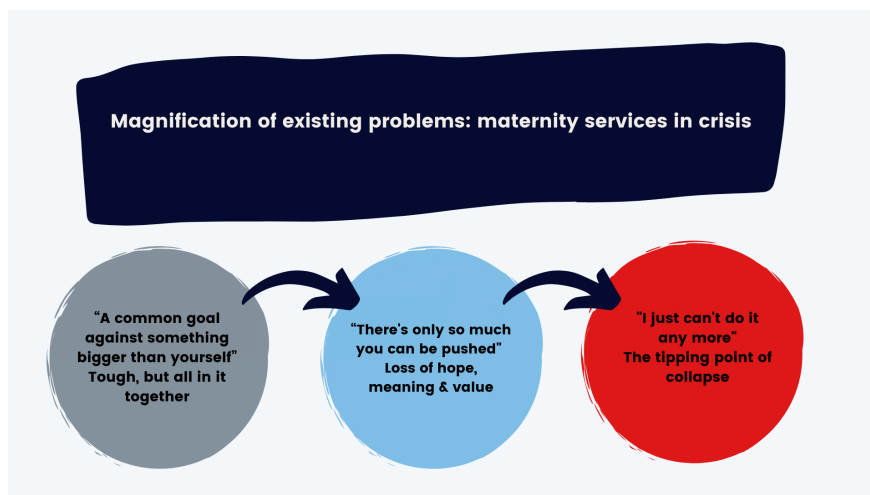 Magnification of existing problems: maternity services in crisis
“A common goal
against something
bigger than yourself”
Tough, but all in it
together
“There's only so much
you can be pushed”
Loss of hope,
meaning & value
"I just can't do it
any more"
The tipping point of
collapse